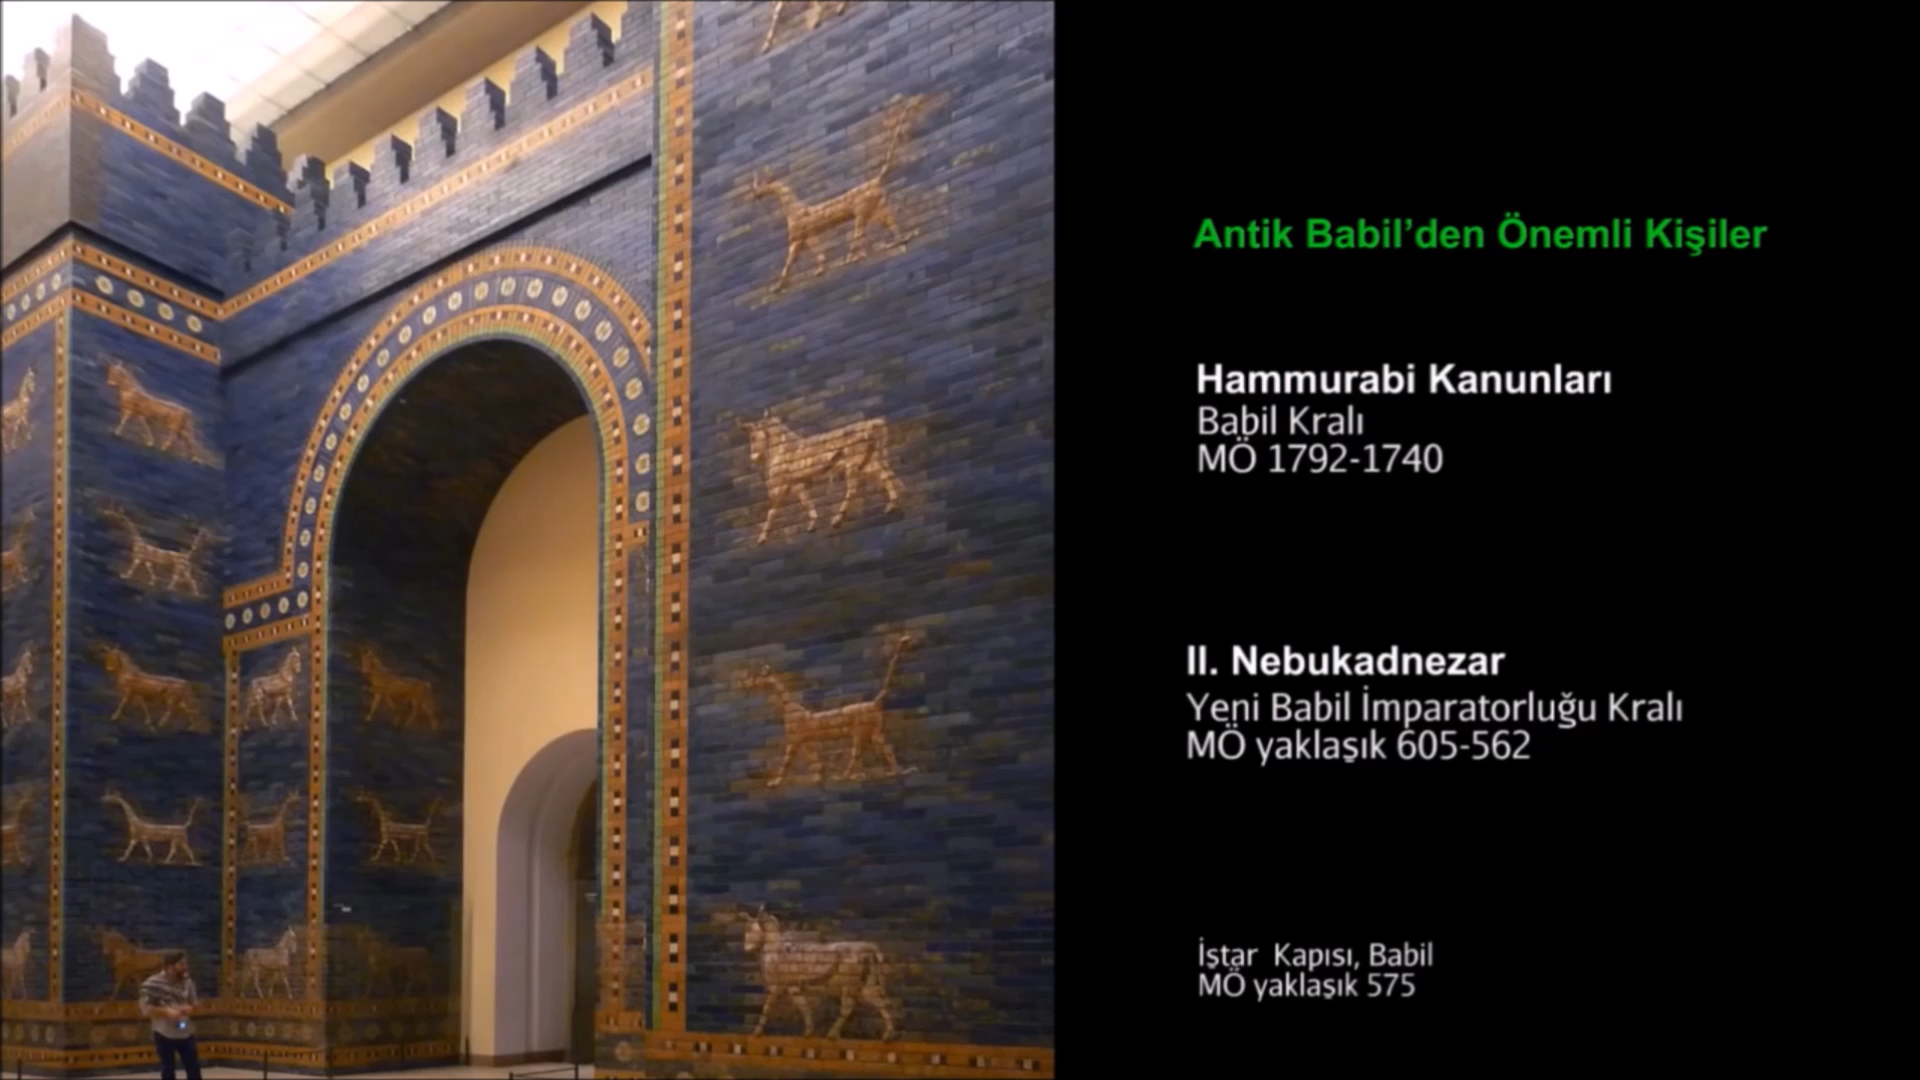 Antik Babil’den Önemli Kişiler
Hammurabi Kanunları
Babil Kralı
MÖ 1792-1740
II. Nebukadnezar
Yeni Babil İmparatorluğu Kralı
MÖ yaklaşık 605-562
İştar Kapısı, Babil
MÖ yaklaşık 575